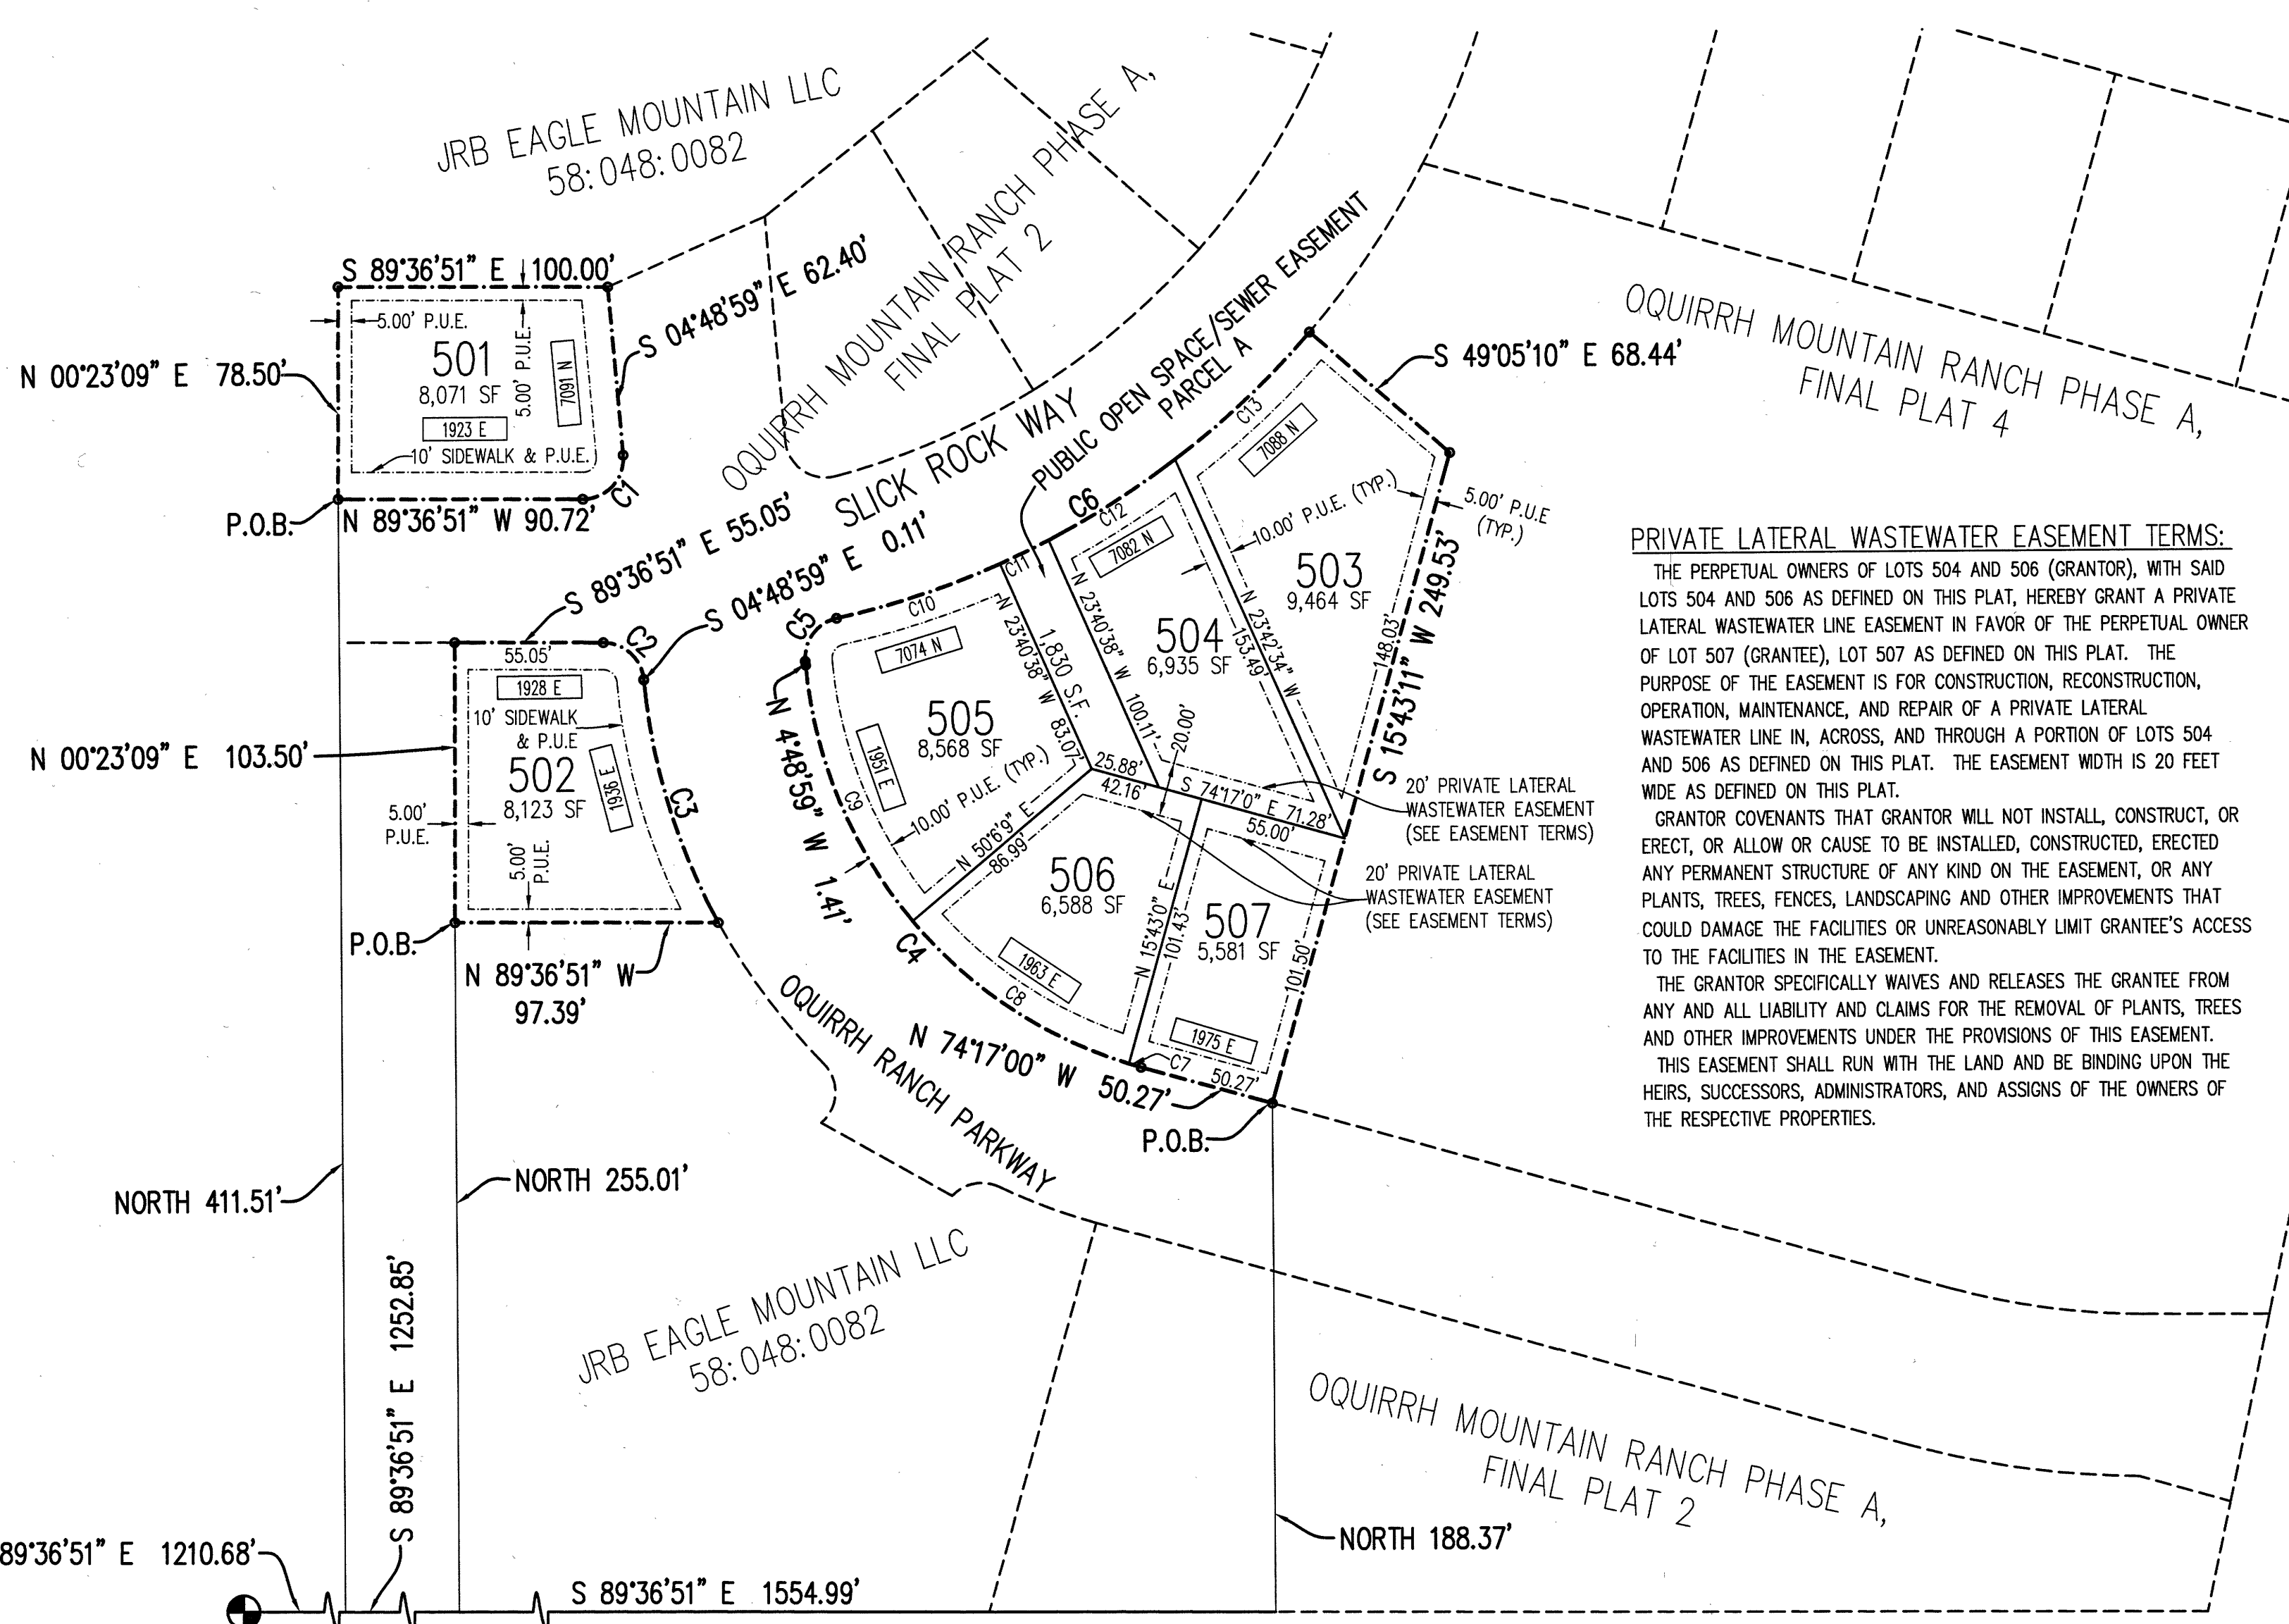 JRB EAGLE MOUNTAIN LLC
58:048:0082
OQUIRRH MOUNTAIN RANCH PHASE A,
FINAL PLAT 2
S 89°36'51" E 100.00'
S 04°48'59" E 62.40'
5.00' P.U.E.
501
8,071 SF
5.00' P.U.E.
7091 N
1923 E
10' SIDEWALK & P.U.E.
N 00°23'09" E 78.50'
P.O.B.
N 89°36'51" W 90.72'
C1
SLICK ROCK WAY
PUBLIC OPEN SPACE/SEWER EASEMENT
PARCEL A
S 49°05'10" E 68.44'
OQUIRRH MOUNTAIN RANCH PHASE A,
FINAL PLAT 4
S 89°36'51" E 55.05'
S 04°48'59" E 0.11'
C2
55.05'
1928 E
10' SIDEWALK
& P.U.E
502
8,123 SF
1936 E
5.00'
P.U.E.
5.00'
P.U.E.
N 00°23'09" E 103.50'
C3
P.O.B.
N 89°36'51" W
97.39'
C5
C10
C11
C6
C12
C13
7088 N
10.00' P.U.E. (TYP.)
5.00' P.U.E
(TYP.)
503
9,464 SF
148.03'
S 15°43'11" W 249.53'
N 23°42'34" W
153.49'
7082 N
504
6,935 SF
N 23°40'38" W 100.11'
20.00'
1,830 S.F.
N 23°40'38" W 83.07'
7074 N
505
8,568 SF
1951 E
10.00' P.U.E. (TYP.)
C9
N 4°48'59" W 1.41'
25.88'
42.16'
S 74°17'0" E 71.28'
55.00'
N 50°6'9" E
86.99'
506
6,588 SF
1963 E
C4
C8
N 15°43'0" E
101.43'
507
5,581 SF
101.50'
1975 E
C7
50.27'
N 74°17'00" W 50.27'
P.O.B.
20' PRIVATE LATERAL
WASTEWATER EASEMENT
(SEE EASEMENT TERMS)
20' PRIVATE LATERAL
WASTEWATER EASEMENT
(SEE EASEMENT TERMS)
PRIVATE LATERAL WASTEWATER EASEMENT TERMS:
THE PERPETUAL OWNERS OF LOTS 504 AND 506 (GRANTOR), WITH SAID
LOTS 504 AND 506 AS DEFINED ON THIS PLAT, HEREBY GRANT A PRIVATE
LATERAL WASTEWATER LINE EASEMENT IN FAVOR OF THE PERPETUAL OWNER
OF LOT 507 (GRANTEE), LOT 507 AS DEFINED ON THIS PLAT. THE
PURPOSE OF THE EASEMENT IS FOR CONSTRUCTION, RECONSTRUCTION,
OPERATION, MAINTENANCE, AND REPAIR OF A PRIVATE LATERAL
WASTEWATER LINE IN, ACROSS, AND THROUGH A PORTION OF LOTS 504
AND 506 AS DEFINED ON THIS PLAT. THE EASEMENT WIDTH IS 20 FEET
WIDE AS DEFINED ON THIS PLAT.
GRANTOR COVENANTS THAT GRANTOR WILL NOT INSTALL, CONSTRUCT, OR
ERECT, OR ALLOW OR CAUSE TO BE INSTALLED, CONSTRUCTED, ERECTED
ANY PERMANENT STRUCTURE OF ANY KIND ON THE EASEMENT, OR ANY
PLANTS, TREES, FENCES, LANDSCAPING AND OTHER IMPROVEMENTS THAT
COULD DAMAGE THE FACILITIES OR UNREASONABLY LIMIT GRANTEE'S ACCESS
TO THE FACILITIES IN THE EASEMENT.
THE GRANTOR SPECIFICALLY WAIVES AND RELEASES THE GRANTEE FROM
ANY AND ALL LIABILITY AND CLAIMS FOR THE REMOVAL OF PLANTS, TREES
AND OTHER IMPROVEMENTS UNDER THE PROVISIONS OF THIS EASEMENT.
THIS EASEMENT SHALL RUN WITH THE LAND AND BE BINDING UPON THE
HEIRS, SUCCESSORS, ADMINISTRATORS, AND ASSIGNS OF THE OWNERS OF
THE RESPECTIVE PROPERTIES.
OQUIRRH RANCH PARKWAY
NORTH 411.51'
NORTH 255.01'
JRB EAGLE MOUNTAIN LLC
58:048:0082
S 89°36'51" E 1252.85'
OQUIRRH MOUNTAIN RANCH PHASE A,
FINAL PLAT 2
NORTH 188.37'
89°36'51" E 1210.68'
S 89°36'51" E 1554.99'